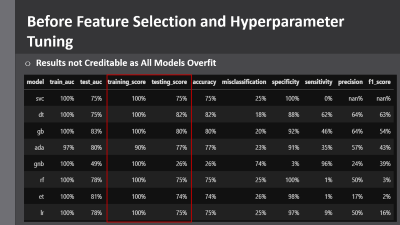 Before Feature Selection and Hyperparameter
Tuning
Results not Creditable as All Models Overfit
model train_auc test_auc training_score testing_score accuracy misclassification specificity sensitivity precision f1_score
svc 100% 75% 100% 75% 75% 25% 100% 0% nan% nan%
dt 100% 75% 100% 82% 82% 18% 88% 62% 64% 63%
gb 100% 83% 100% 80% 80% 20% 92% 46% 64% 54%
ada 97% 80% 90% 77% 77% 23% 91% 35% 57% 43%
gnb 100% 49% 100% 26% 26% 74% 3% 96% 24% 39%
rf 100% 78% 100% 75% 75% 25% 100% 1% 50% 3%
et 100% 81% 100% 74% 74% 26% 98% 1% 17% 2%
lr 100% 78% 100% 75% 75% 25% 97% 9% 50% 16%